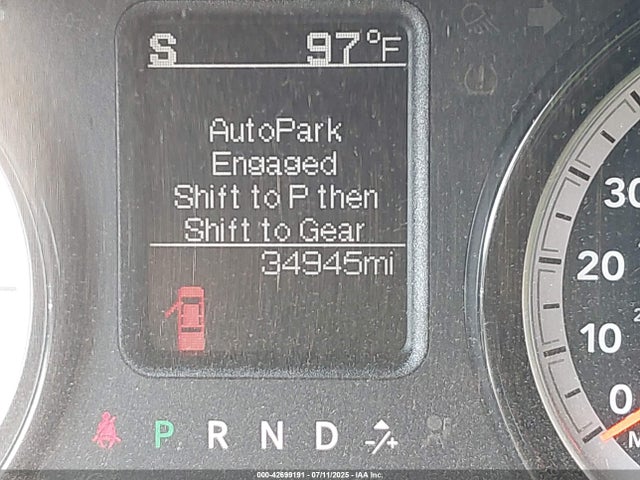 S 97°F
AutoPark
Engaged
Shift to P then
Shift to Gear
34945mi
30
20
10
0
P R N D -/+
000-42699191 - 07/11/2025 - IAA Inc.